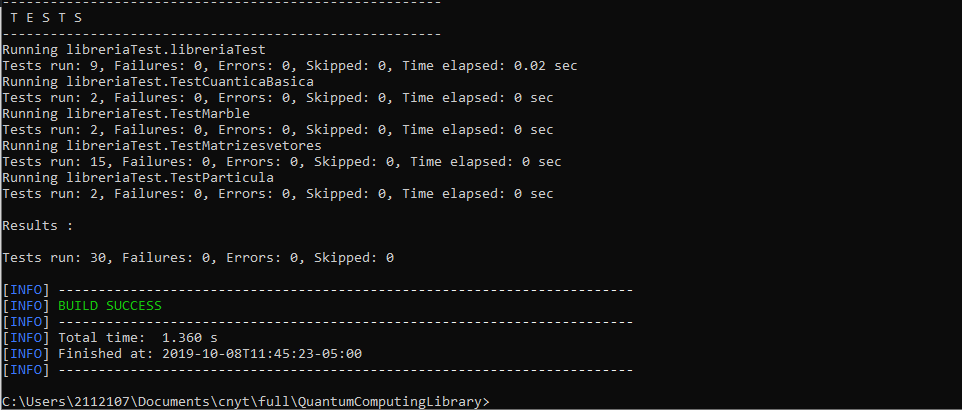 -------------------------------------------------------
 T E S T S
-------------------------------------------------------
Running libreriaTest.libreriaTest
Tests run: 9, Failures: 0, Errors: 0, Skipped: 0, Time elapsed: 0.02 sec
Running libreriaTest.TestCuanticaBasica
Tests run: 2, Failures: 0, Errors: 0, Skipped: 0, Time elapsed: 0 sec
Running libreriaTest.TestMarble
Tests run: 2, Failures: 0, Errors: 0, Skipped: 0, Time elapsed: 0 sec
Running libreriaTest.TestMatrizesvetores
Tests run: 15, Failures: 0, Errors: 0, Skipped: 0, Time elapsed: 0 sec
Running libreriaTest.TestParticula
Tests run: 2, Failures: 0, Errors: 0, Skipped: 0, Time elapsed: 0 sec

Results :

Tests run: 30, Failures: 0, Errors: 0, Skipped: 0

[INFO] ------------------------------------------------------------------------
[INFO] BUILD SUCCESS
[INFO] ------------------------------------------------------------------------
[INFO] Total time:  1.360 s
[INFO] Finished at: 2019-10-08T11:45:23-05:00
[INFO] ------------------------------------------------------------------------

C:\Users\2112107\Documents\cnyt\full\QuantumComputingLibrary>